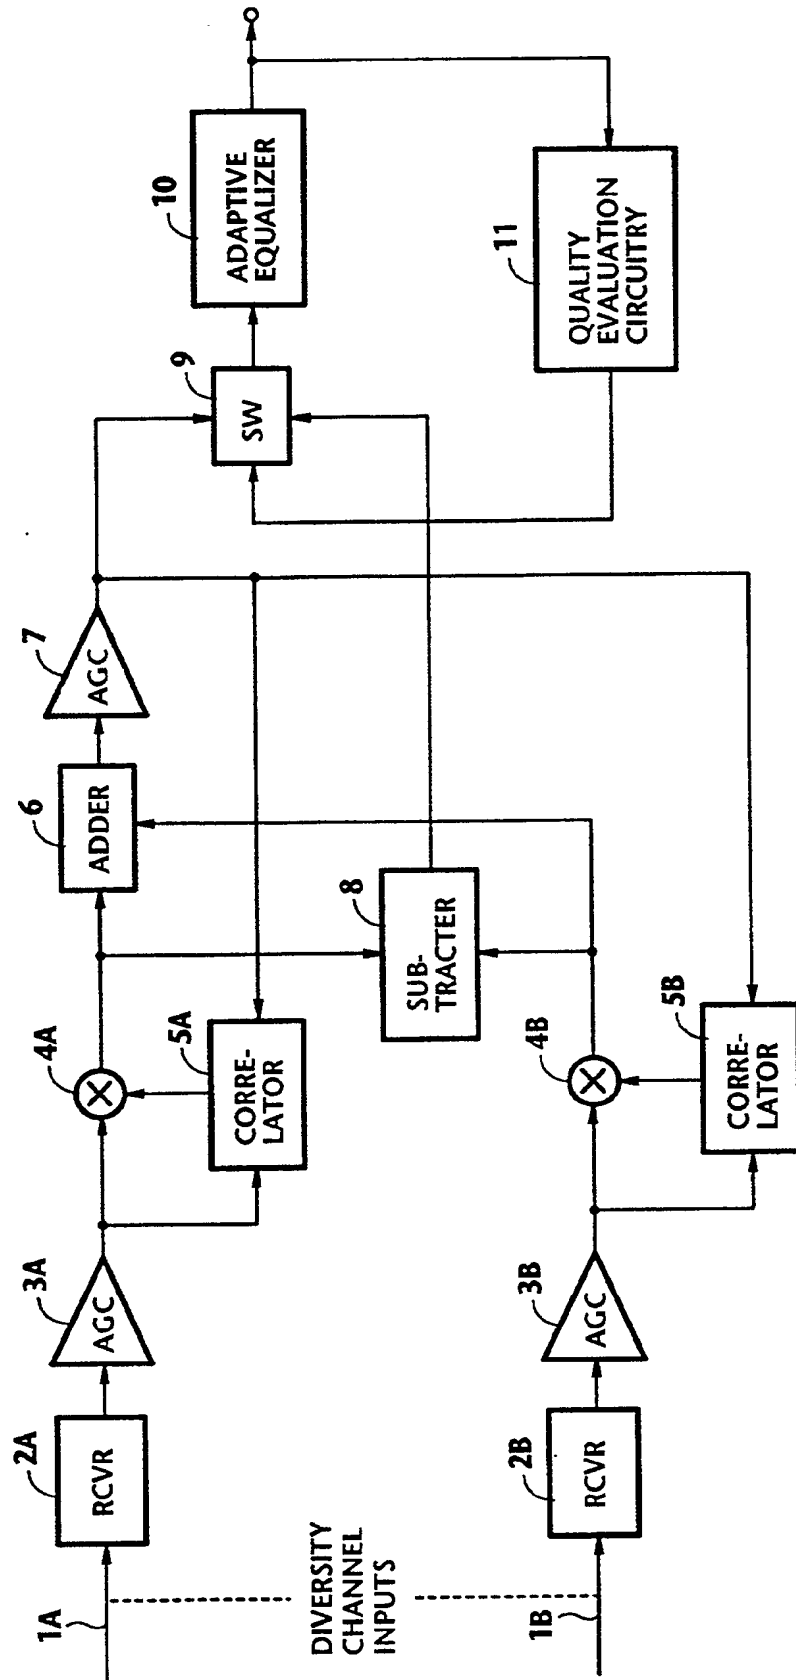 1A
DIVERSITY
CHANNEL
INPUTS
1B
2A
RCVR
3A
AGC
4A
5A
CORRE-
LATOR
6
ADDER
7
AGC
8
SUB-
TRACTER
9
SW
10
ADAPTIVE
EQUALIZER
11
QUALITY
EVALUATION
CIRCUITRY
2B
RCVR
3B
AGC
4B
5B
CORRE-
LATOR